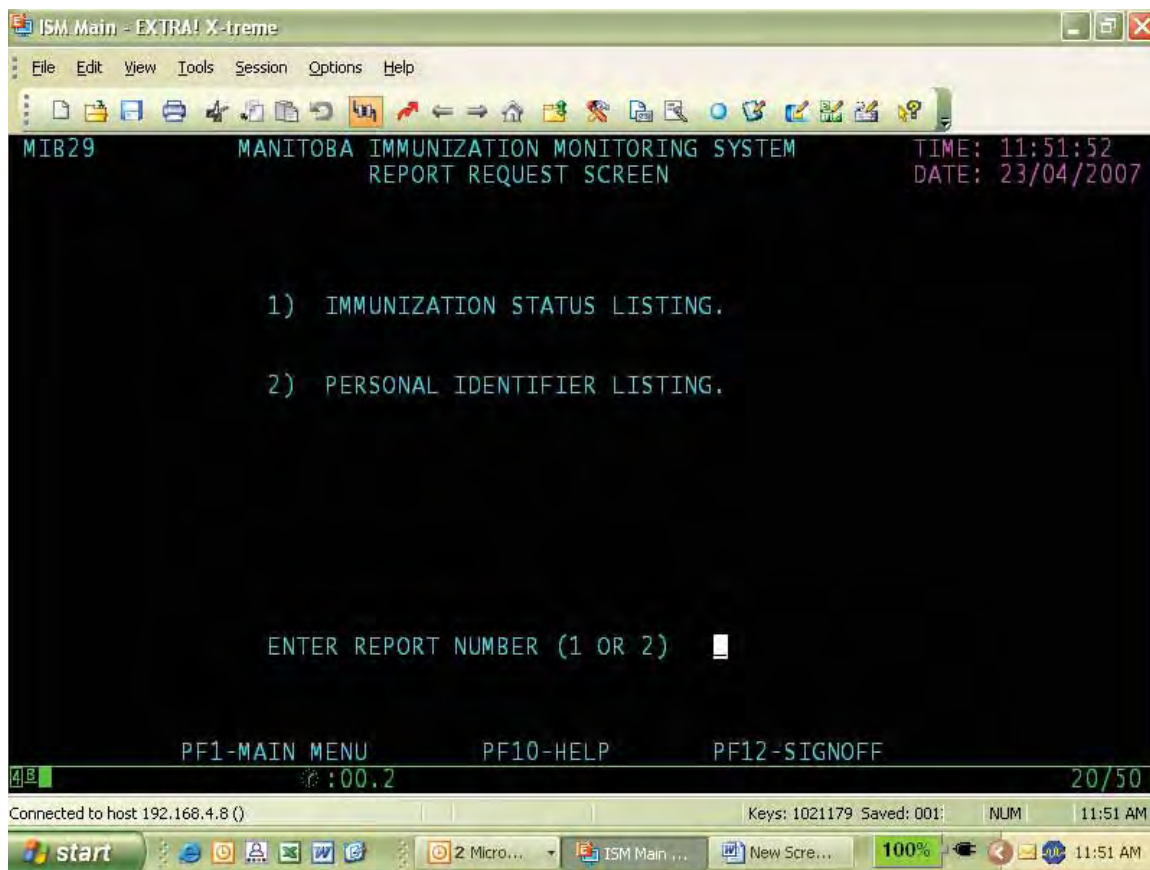 ISM Main - EXTRA! X-treme
File Edit View Tools Session Options Help
MIB29 MANITOBA IMMUNIZATION MONITORING SYSTEM TIME: 11:51:52
REPORT REQUEST SCREEN DATE: 23/04/2007
1) IMMUNIZATION STATUS LISTING.
2) PERSONAL IDENTIFIER LISTING.
ENTER REPORT NUMBER (1 OR 2) _
PF1-MAIN MENU PF10-HELP PF12-SIGNOFF
4B :00.2 20/50
Connected to host 192.168.4.8 () Keys: 1021179 Saved: 001: NUM 11:51 AM
start 2 Micro... ISM Main ... New Scre... 100% 11:51 AM